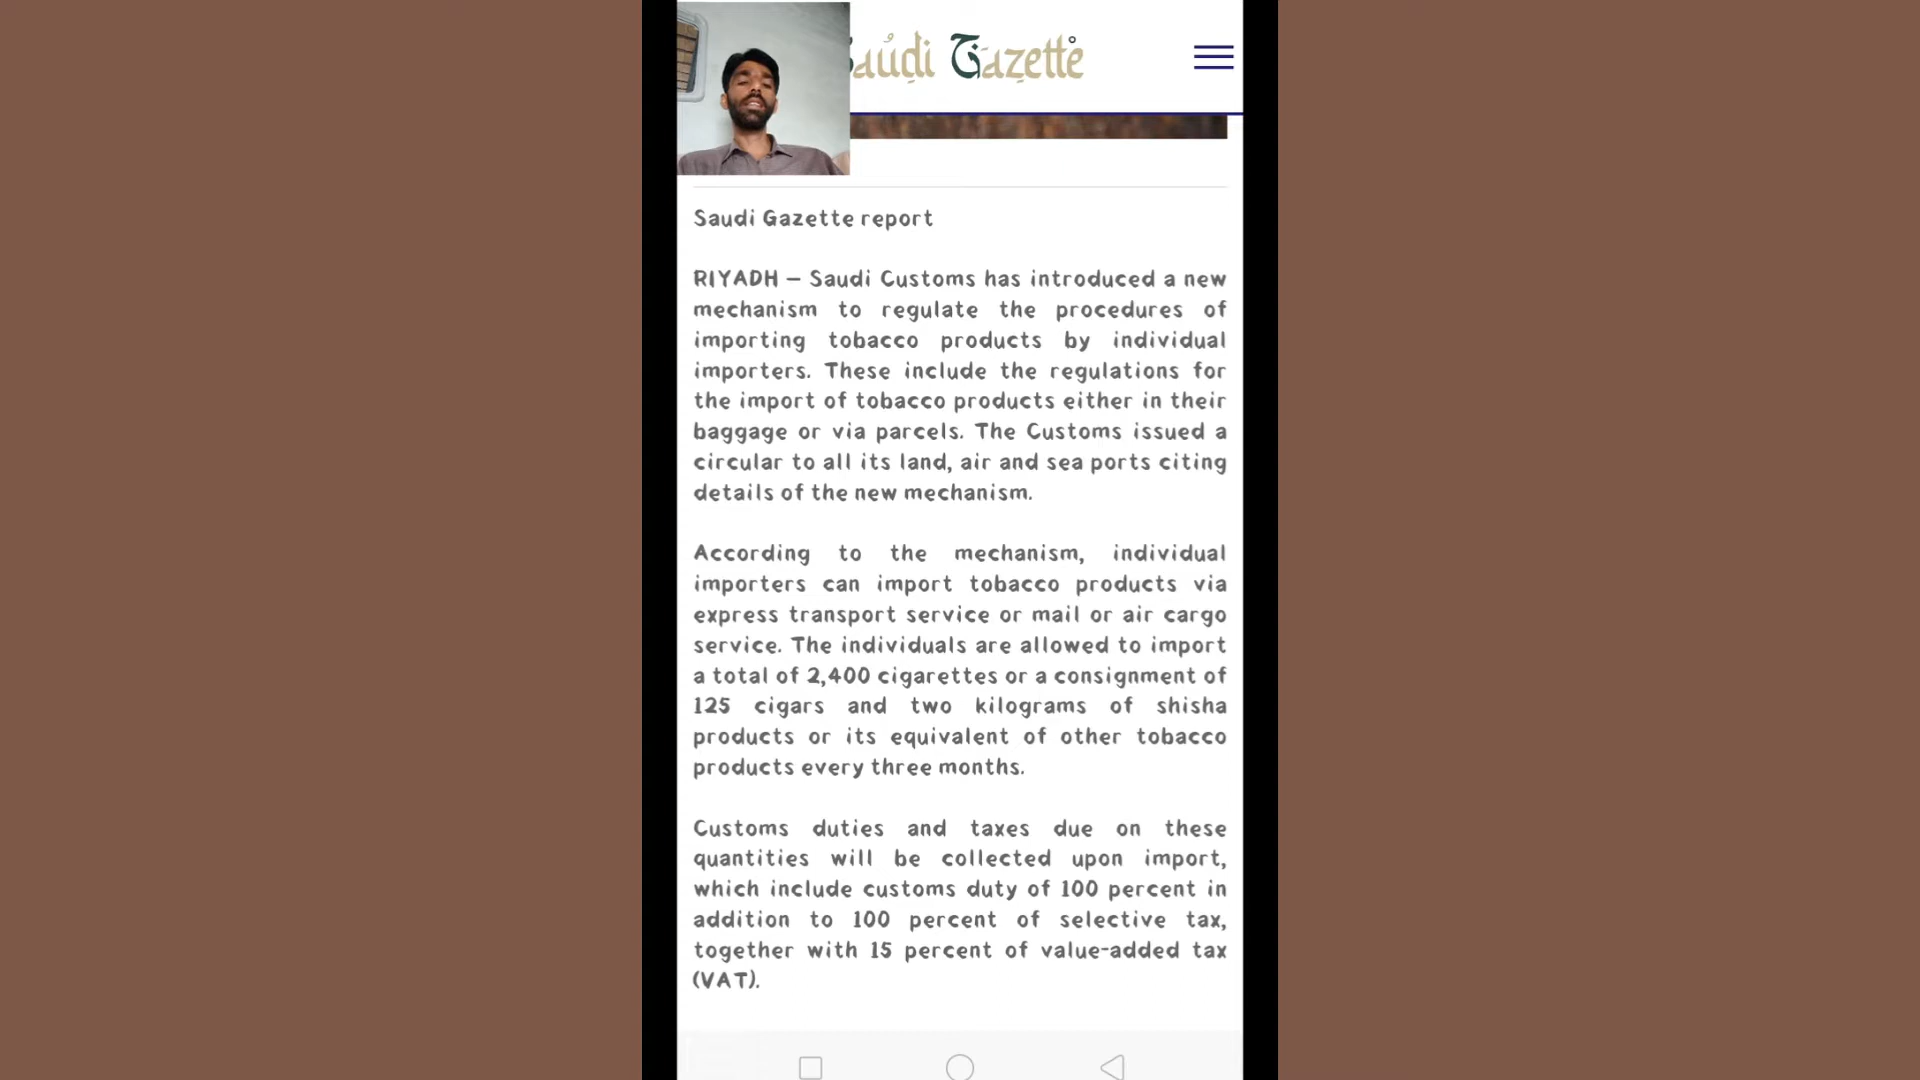 Saudi Gazette
Saudi Gazette report
RIYADH – Saudi Customs has introduced a new
mechanism to regulate the procedures of
importing tobacco products by individual
importers. These include the regulations for
the import of tobacco products either in their
baggage or via parcels. The Customs issued a
circular to all its land, air and sea ports citing
details of the new mechanism.
According to the mechanism, individual
importers can import tobacco products via
express transport service or mail or air cargo
service. The individuals are allowed to import
a total of 2,400 cigarettes or a consignment of
125 cigars and two kilograms of shisha
products or its equivalent of other tobacco
products every three months.
Customs duties and taxes due on these
quantities will be collected upon import,
which include customs duty of 100 percent in
addition to 100 percent of selective tax,
together with 15 percent of value-added tax
(VAT).